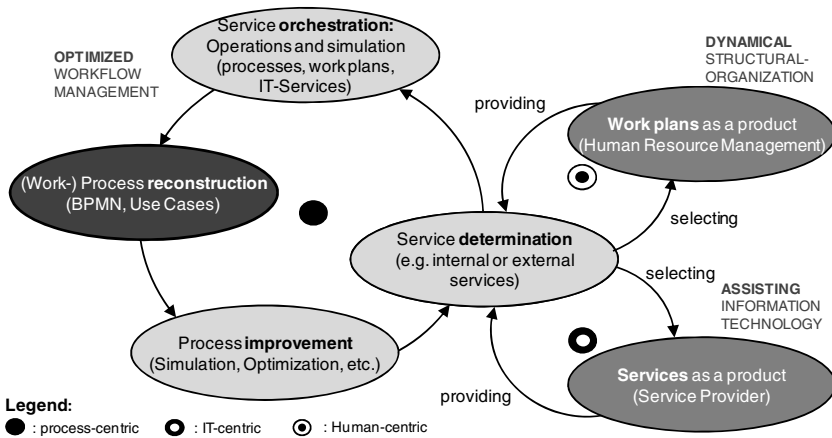 Service orchestration:
Operations and simulation
(processes, work plans,
IT-Services)
OPTIMIZED
WORKFLOW
MANAGEMENT
DYNAMICAL
STRUCTURAL-
ORGANIZATION
providing
Work plans as a product
(Human Resource Management)
(Work-) Process reconstruction
(BPMN, Use Cases)
selecting
Service determination
(e.g. internal or external
services)
selecting
ASSISTING
INFORMATION
TECHNOLOGY
Process improvement
(Simulation, Optimization, etc.)
providing
Services as a product
(Service Provider)
Legend:
: process-centric : IT-centric : Human-centric